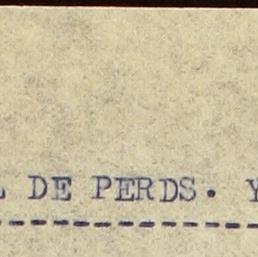 L DE PERDS. Y